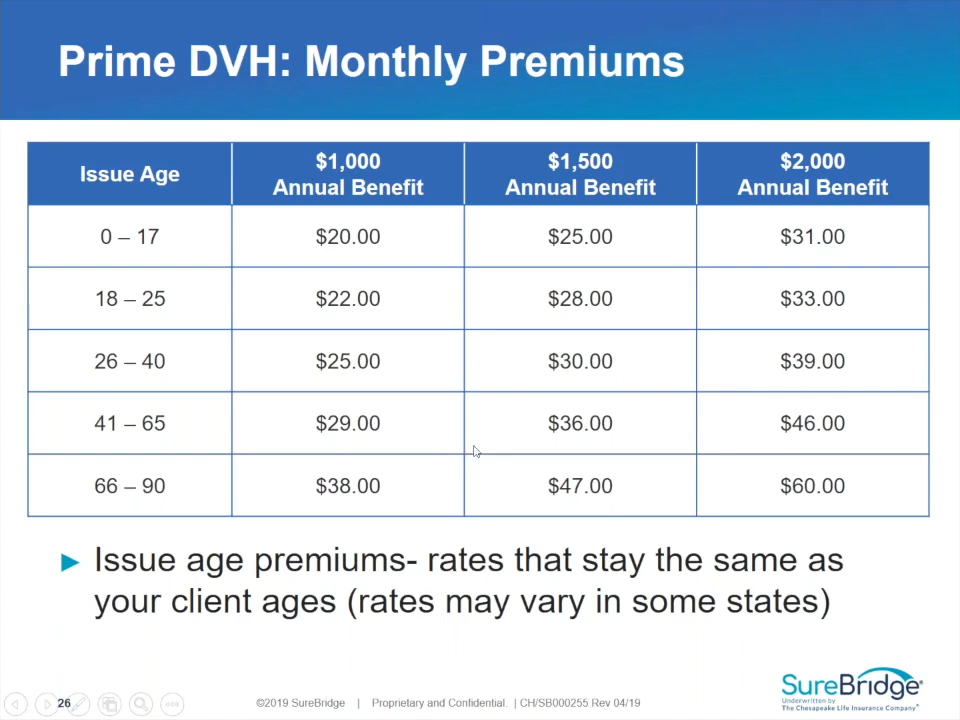 Prime DVH: Monthly Premiums
Issue Age
$1,000
Annual Benefit
$1,500
Annual Benefit
$2,000
Annual Benefit
0 – 17
$20.00
$25.00
$31.00
18 – 25
$22.00
$28.00
$33.00
26 – 40
$25.00
$30.00
$39.00
41 – 65
$29.00
$36.00
$46.00
66 – 90
$38.00
$47.00
$60.00
Issue age premiums- rates that stay the same as
your client ages (rates may vary in some states)
26
©2019 SureBridge | Proprietary and Confidential. | CH/SB000255 Rev 04/19
SureBridge®
Underwritten by
The Chesapeake Life Insurance Company®